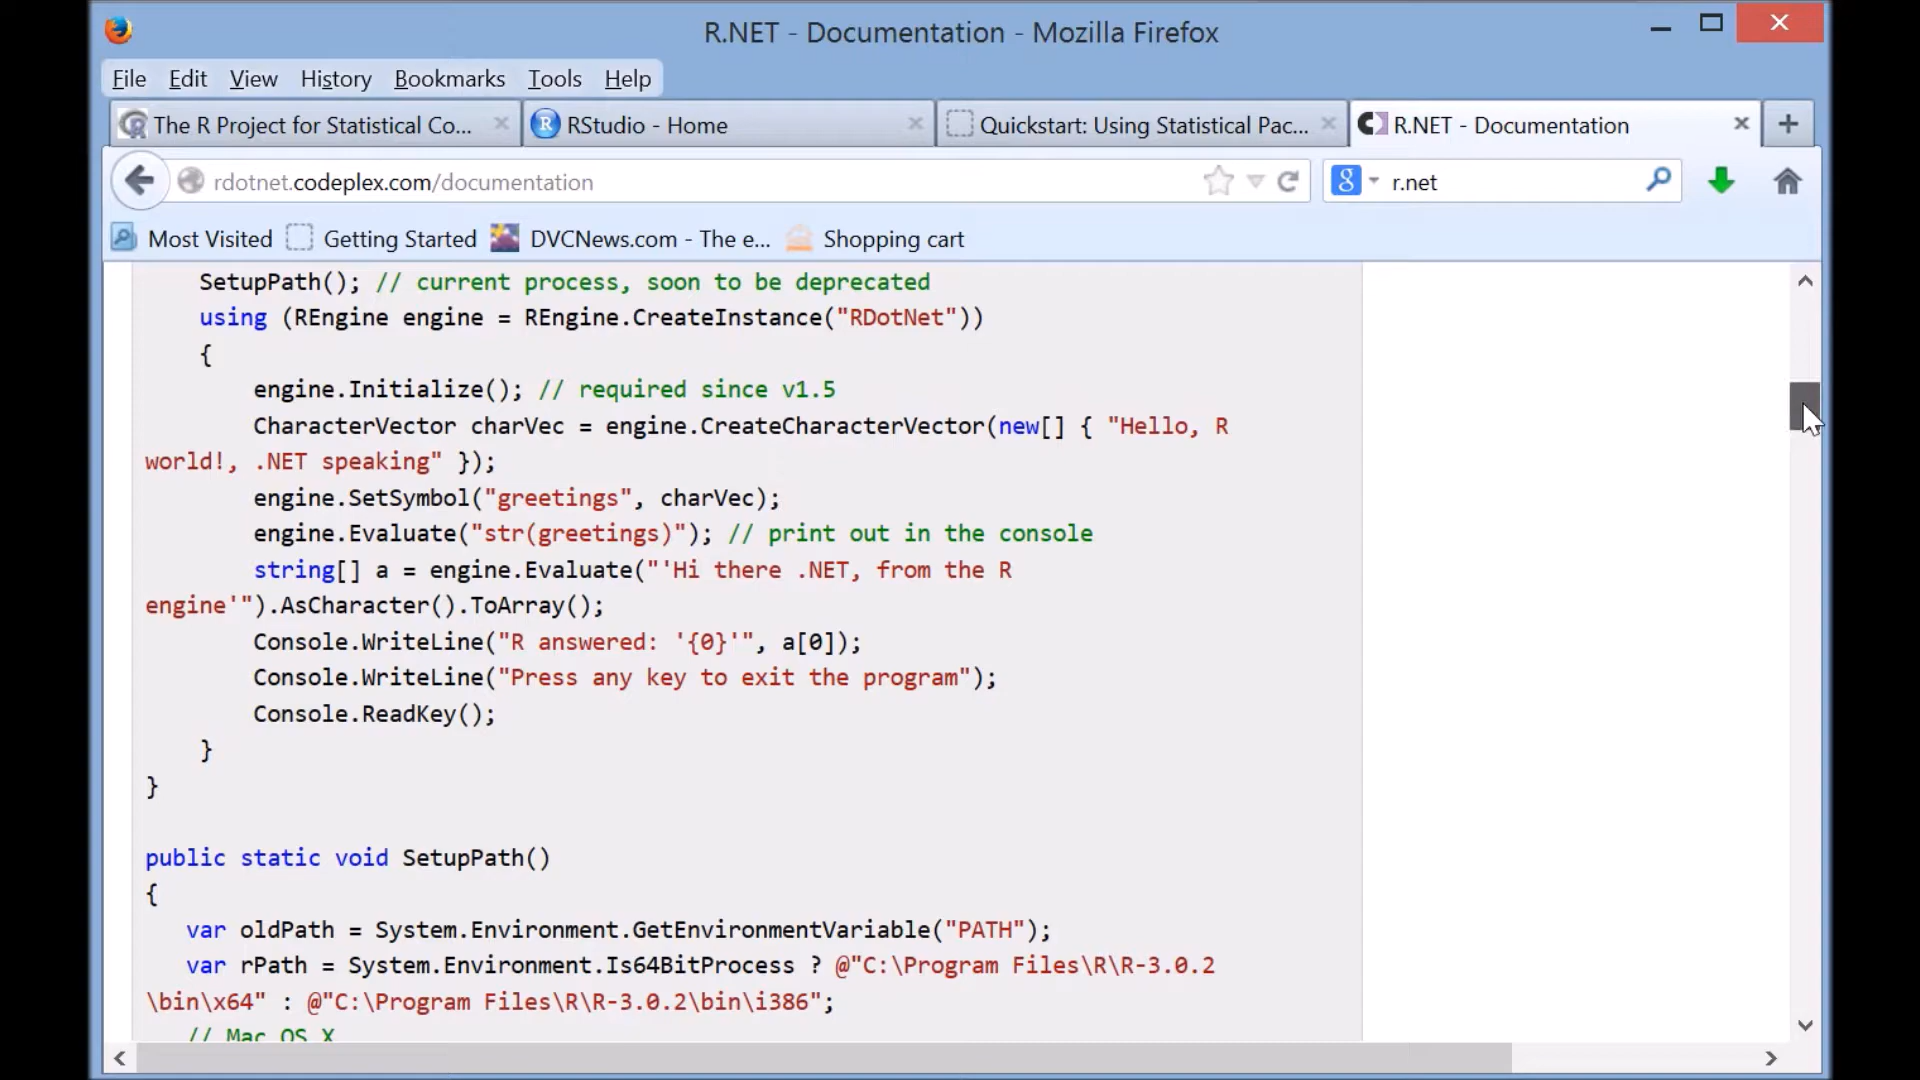 R.NET - Documentation - Mozilla Firefox
File Edit View History Bookmarks Tools Help
The R Project for Statistical Co... RStudio - Home Quickstart: Using Statistical Pac... R.NET - Documentation
rdotnet.codeplex.com/documentation r.net
Most Visited Getting Started DVCNews.com - The e... Shopping cart
SetupPath(); // current process, soon to be deprecated
using (REngine engine = REngine.CreateInstance("RDotNet"))
{
engine.Initialize(); // required since v1.5
CharacterVector charVec = engine.CreateCharacterVector(new[] { "Hello, R
world!, .NET speaking" });
engine.SetSymbol("greetings", charVec);
engine.Evaluate("str(greetings)"); // print out in the console
string[] a = engine.Evaluate("'Hi there .NET, from the R
engine'").AsCharacter().ToArray();
Console.WriteLine("R answered: '{0}'", a[0]);
Console.WriteLine("Press any key to exit the program");
Console.ReadKey();
}
}
public static void SetupPath()
{
var oldPath = System.Environment.GetEnvironmentVariable("PATH");
var rPath = System.Environment.Is64BitProcess ? @"C:\Program Files\R\R-3.0.2
\bin\x64" : @"C:\Program Files\R\R-3.0.2\bin\i386";
// Mac OS X